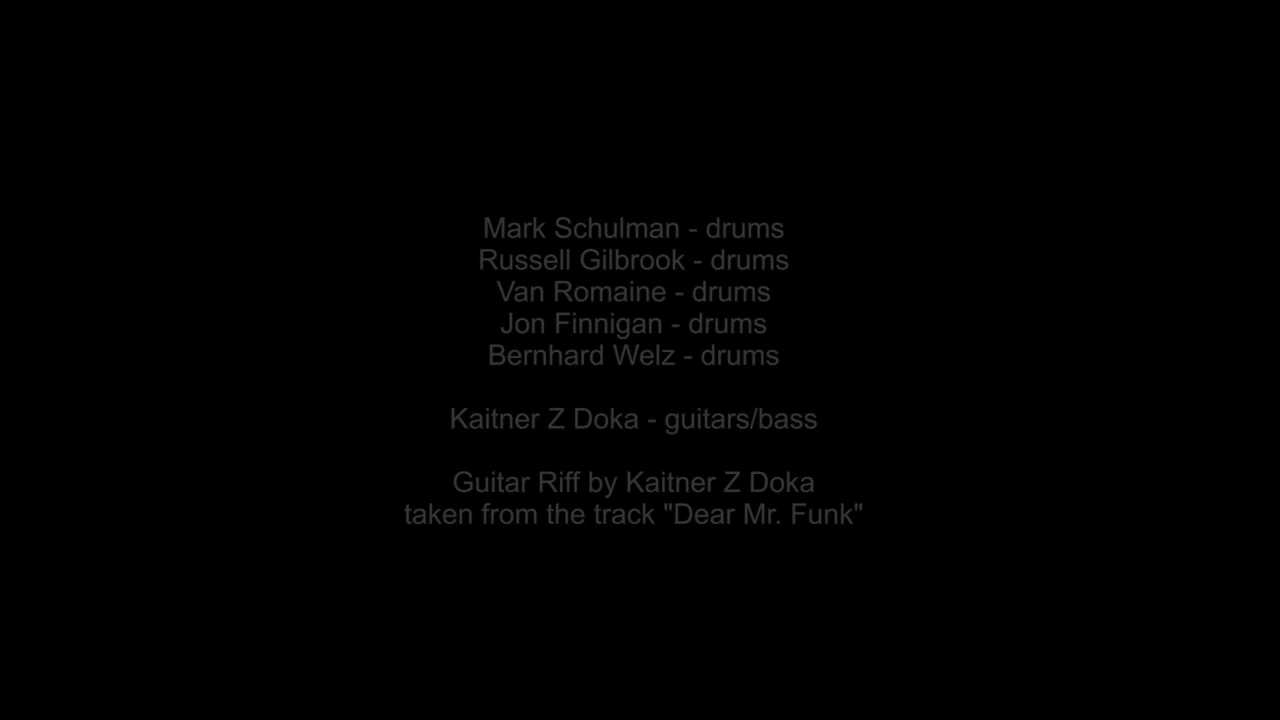 Mark Schulman - drums
Russell Gilbrook - drums
Van Romaine - drums
Jon Finnigan - drums
Bernhard Welz - drums
Kaitner Z Doka - guitars/bass
Guitar Riff by Kaitner Z Doka
taken from the track "Dear Mr. Funk"